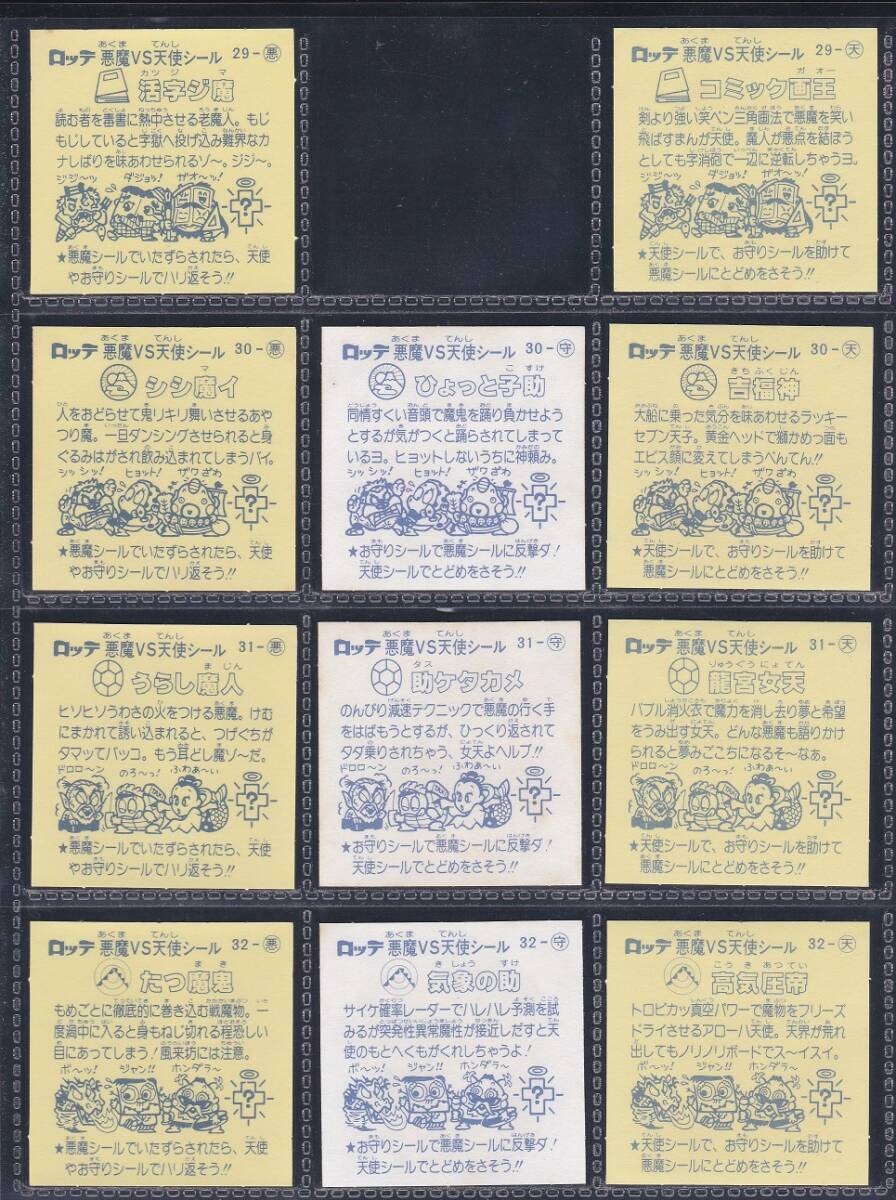 ロッテ 悪魔VS天使シール 29-悪
活字ジ魔
読む者を毒書に熱中させる老魔人。もじ
もじしていると字獄へ投げ込み難界なカ
ナしばりを味あわせられるゾ〜。ジジ〜。
ジジ〜ッ ダジョッ! ガオ〜ッ!
★悪魔シールでいたずらされたら、天使
やお守りシールでハリ返そう!!
ロッテ 悪魔VS天使シール 29-天
コミック画王
剣より強い笑ペン三角画法で悪魔を笑い
飛ばすまんが天使。魔人が悪点を結ぼう
としても字消砲で一辺に逆転しちゃうヨ。
ジジ〜ッ ダジョッ! ガオ〜ッ!
★天使シールで、お守りシールを助けて
悪魔シールにとどめをさそう!!
ロッテ 悪魔VS天使シール 30-悪
シシ魔イ
人をおどらせて鬼リキリ舞いさせるあや
つり魔。一旦ダンシングさせられると身
ぐるみはがされ飲み込まれてしまうバイ。
シッシッ! ヒョット! ザワざわ
★悪魔シールでいたずらされたら、天使
やお守りシールでハリ返そう!!
ロッテ 悪魔VS天使シール 30-守
ひょっと子助
同情すくい音頭で魔鬼を踊り負かせよう
とするが気がつくと踊らされてしまって
いるヨ。ヒョットしないうちに神頼み。
シッシッ! ヒョット! ザワざわ
★お守りシールで悪魔シールに反撃ダ!
天使シールでとどめをさそう!!
ロッテ 悪魔VS天使シール 30-天
吉福神
大船に乗った気分を味あわせるラッキー
セブン天子。黄金ヘッドで獅かめっ面も
エビス顔に変えてしまうべんてん!!
シッシッ! ヒョット! ザワざわ
★天使シールで、お守りシールを助けて
悪魔シールにとどめをさそう!!
ロッテ 悪魔VS天使シール 31-悪
うらし魔人
ヒソヒソうわさの火をつける悪魔。けむ
にまかれて誘い込まれると、つげぐちが
タマッてバッコ。もう耳どし魔ゾ〜だ。
ドロロ〜ン のろ〜っ! ふわあ〜い
★悪魔シールでいたずらされたら、天使
やお守りシールでハリ返そう!!
ロッテ 悪魔VS天使シール 31-守
助ケタカメ
のんびり減速テクニックで悪魔の行く手
をはばもうとするが、ひっくり返されて
タダ乗りされちゃう、女天よヘルプ!!
ドロロ〜ン のろ〜っ! ふわあ〜い
★お守りシールで悪魔シールに反撃ダ!
天使シールでとどめをさそう!!
ロッテ 悪魔VS天使シール 31-天
龍宮女天
バブル消火衣で魔力を消し去り夢と希望
をうみ出す女天。どんな悪魔も語りかけ
られると夢みごこちになるそ〜なぁ。
ドロロ〜ン のろ〜っ! ふわあ〜い
★天使シールで、お守りシールを助けて
悪魔シールにとどめをさそう!!
ロッテ 悪魔VS天使シール 32-悪
たつ魔鬼
もめごとに徹底的に巻き込む戦魔物。一
度渦中に入ると身もねじ切れる程恐しい
目にあってしまう!風来坊には注意。
ボ〜ッ! ジャン!! ホンダラ〜
★悪魔シールでいたずらされたら、天使
やお守りシールでハリ返そう!!
ロッテ 悪魔VS天使シール 32-守
気象の助
サイケ確率レーダーでハレハレ予測を試
みるが突発性異常魔性が接近しだすと天
使のもとへくもがくれしちゃうよ!
ボ〜ッ! ジャン!! ホンダラ〜
★お守りシールで悪魔シールに反撃ダ!
天使シールでとどめをさそう!!
ロッテ 悪魔VS天使シール 32-天
高気圧帝
トロピカッ真空パワーで魔物をフリーズ
ドライさせるアローハ天使。天界が荒れ
出してもノリノリボードでス〜イスイ。
ボ〜ッ! ジャン!! ホンダラ〜
★天使シールで、お守りシールを助けて
悪魔シールにとどめをさそう!!